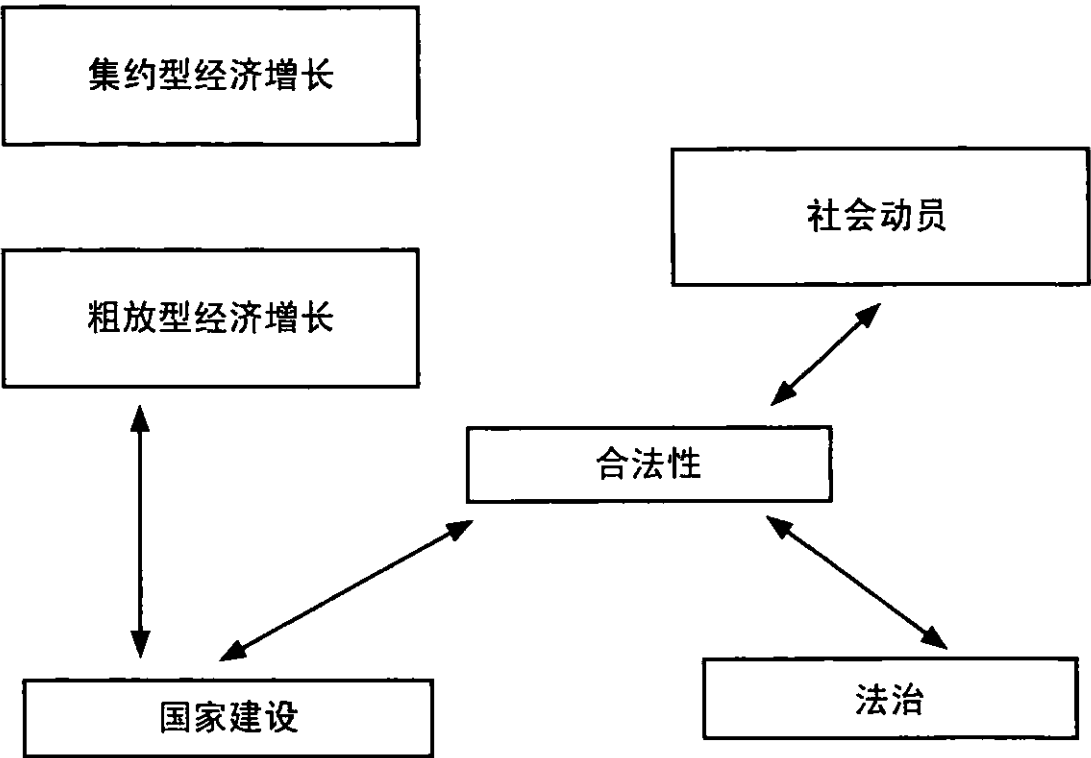 集约型经济增长
社会动员
粗放型经济增长
合法性
国家建设
法治